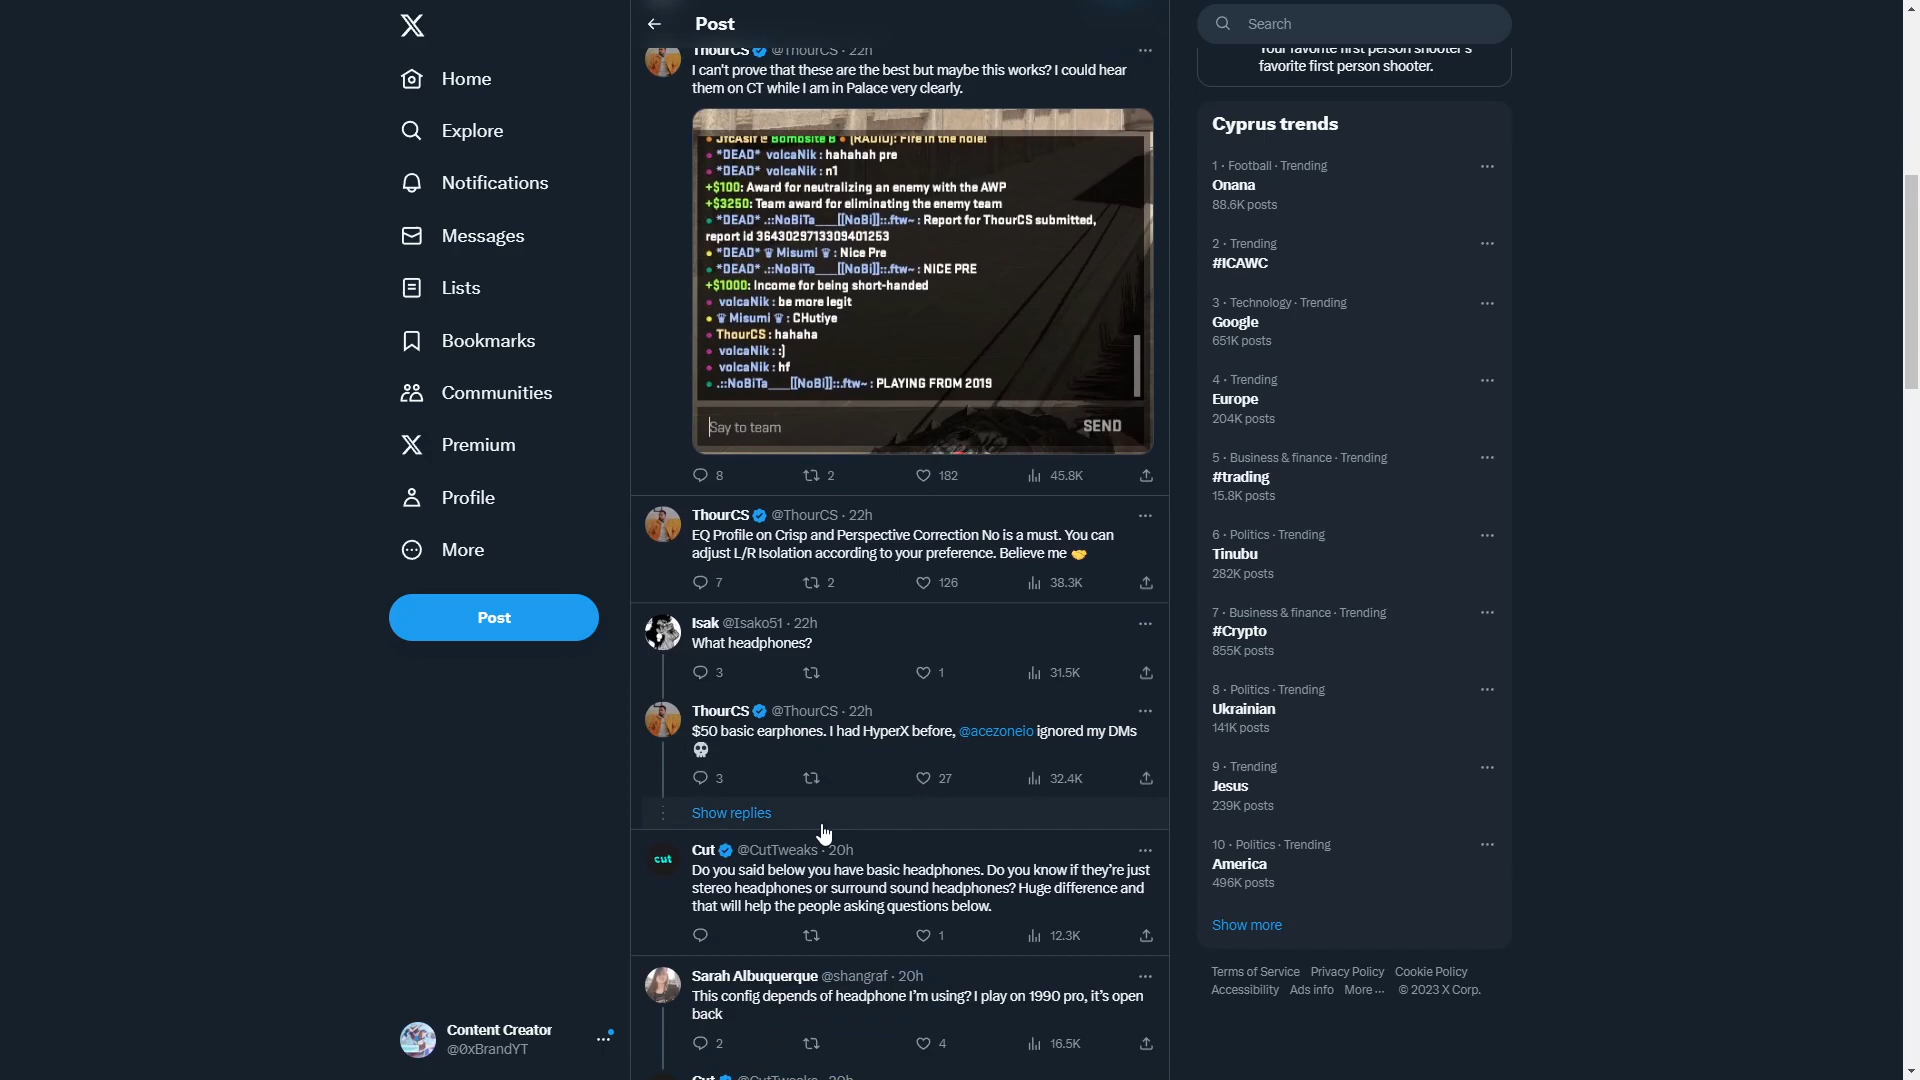 Home
Explore
Notifications
Messages
Lists
Bookmarks
Communities
Premium
Profile
More
Post
Content Creator
@0xBrandYT
Post
ThourCS @ThourCS · 22h
I can't prove that these are the best but maybe this works? I could hear
them on CT while I am in Palace very clearly.
JfcAsif @ Bombsite B • [RADIO]: Fire in the hole!
*DEAD* volcaNik : hahahah pre
*DEAD* volcaNik : n1
+$100: Award for neutralizing an enemy with the AWP
+$3250: Team award for eliminating the enemy team
*DEAD* .::NoBiTa___[[NoBi]]::.ftw~ : Report for ThourCS submitted,
report id 3643029713309401253
*DEAD* ♛ Misumi ♛ : Nice Pre
*DEAD* .::NoBiTa___[[NoBi]]::.ftw~ : NICE PRE
+$1000: Income for being short-handed
volcaNik : be more legit
♛ Misumi ♛ : CHutiye
ThourCS : hahaha
volcaNik : :]
volcaNik : hf
.::NoBiTa___[[NoBi]]::.ftw~ : PLAYING FROM 2019
Say to team SEND
8 2 182 45.8K
ThourCS @ThourCS · 22h
EQ Profile on Crisp and Perspective Correction No is a must. You can
adjust L/R Isolation according to your preference. Believe me 🤝
7 2 126 38.3K
Isak @Isako51 · 22h
What headphones?
3 1 31.5K
ThourCS @ThourCS · 22h
$50 basic earphones. I had HyperX before, @acezoneio ignored my DMs
💀
3 27 32.4K
Show replies
Cut @CutTweaks · 20h
Do you said below you have basic headphones. Do you know if they're just
stereo headphones or surround sound headphones? Huge difference and
that will help the people asking questions below.
1 12.3K
Sarah Albuquerque @shangraf · 20h
This config depends of headphone I'm using? I play on 1990 pro, it's open
back
2 4 16.5K
Cut @CutTweaks · 20h
Search
Your favorite first person shooter's
favorite first person shooter.
Cyprus trends
1 · Football · Trending
Onana
88.6K posts
2 · Trending
#ICAWC
3 · Technology · Trending
Google
651K posts
4 · Trending
Europe
204K posts
5 · Business & finance · Trending
#trading
15.8K posts
6 · Politics · Trending
Tinubu
282K posts
7 · Business & finance · Trending
#Crypto
855K posts
8 · Politics · Trending
Ukrainian
141K posts
9 · Trending
Jesus
239K posts
10 · Politics · Trending
America
496K posts
Show more
Terms of Service Privacy Policy Cookie Policy
Accessibility Ads info More ... © 2023 X Corp.